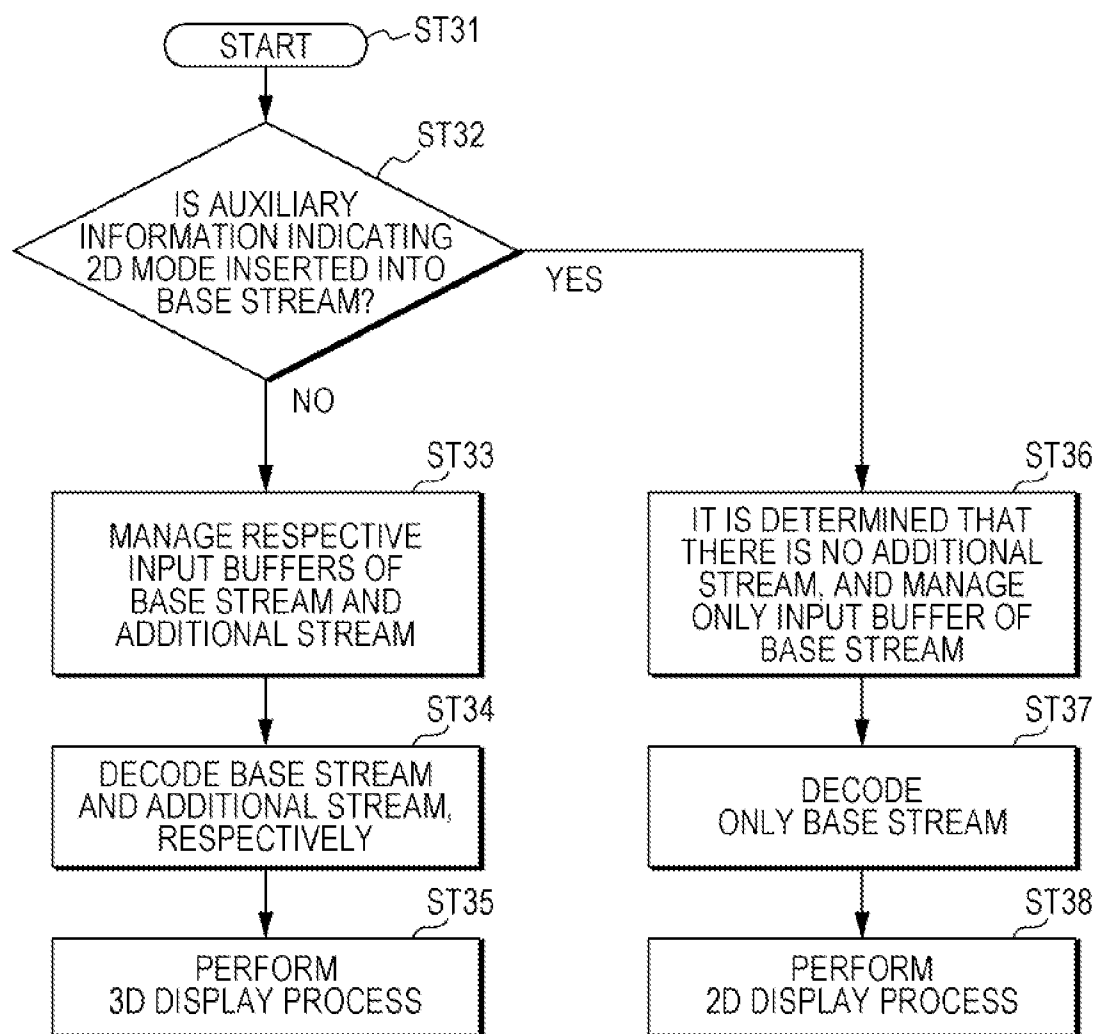 START
ST31
ST32
IS AUXILIARY
INFORMATION INDICATING
2D MODE INSERTED INTO
BASE STREAM?
YES
NO
ST33
MANAGE RESPECTIVE
INPUT BUFFERS OF
BASE STREAM AND
ADDITIONAL STREAM
ST34
DECODE BASE STREAM
AND ADDITIONAL STREAM,
RESPECTIVELY
ST35
PERFORM
3D DISPLAY PROCESS
ST36
IT IS DETERMINED THAT
THERE IS NO ADDITIONAL
STREAM, AND MANAGE
ONLY INPUT BUFFER OF
BASE STREAM
ST37
DECODE
ONLY BASE STREAM
ST38
PERFORM
2D DISPLAY PROCESS